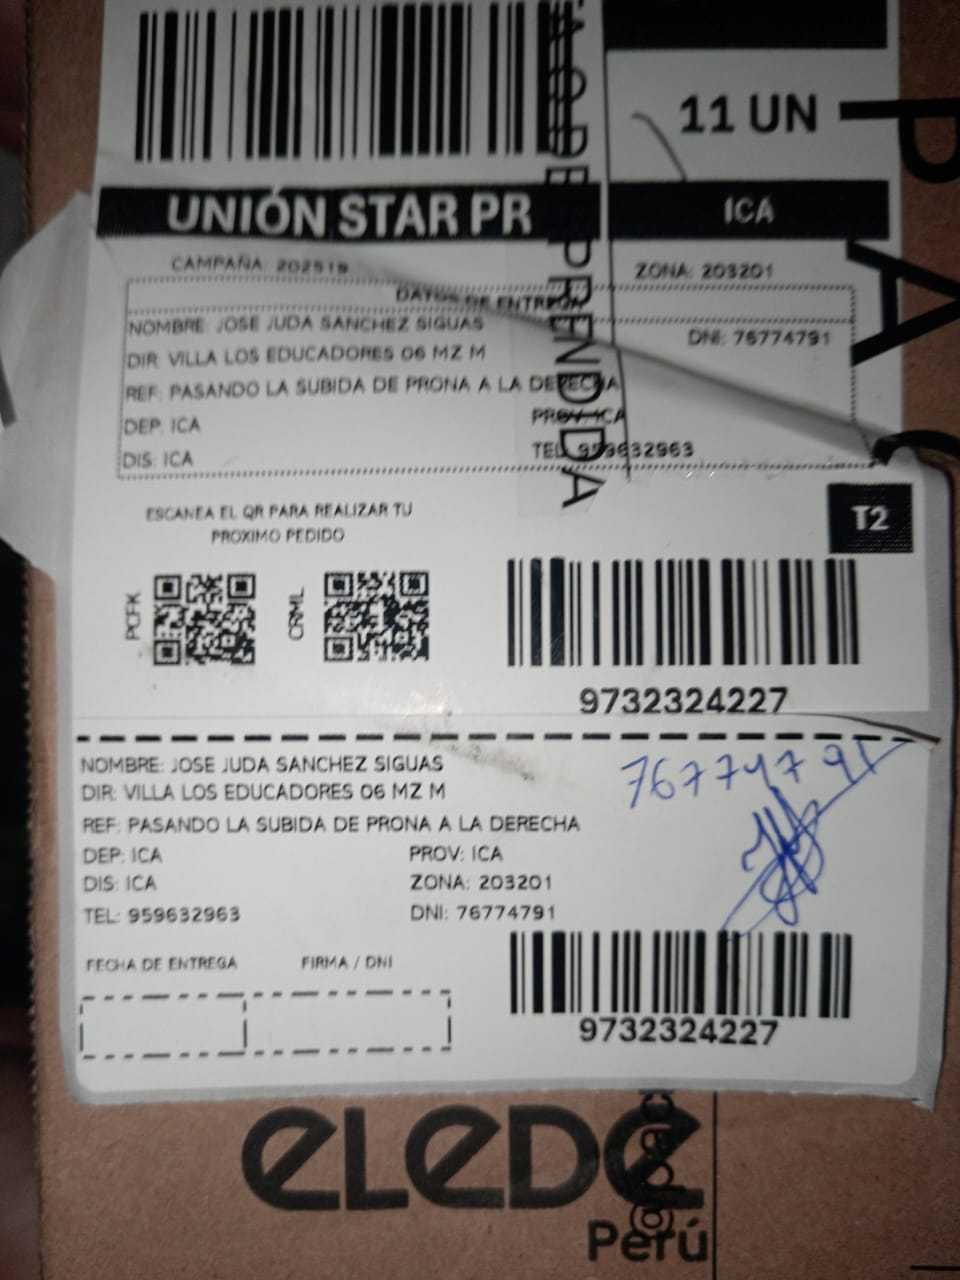 11 UN
UNIÓN STAR PR
ICA
CAMPAÑA: 202519
ZONA: 203201
DATOS DE ENTREGA
NOMBRE: JOSE JUDA SANCHEZ SIGUAS
DNI: 76774791
DIR: VILLA LOS EDUCADORES 06 MZ M
REF: PASANDO LA SUBIDA DE PRONA A LA DERECHA
DEP: ICA
PROV: ICA
DIS: ICA
TEL: 959632963
PRENDIDA
ESCANEA EL QR PARA REALIZAR TU
PROXIMO PEDIDO
T2
PCFK
CRML
9732324227
NOMBRE: JOSE JUDA SANCHEZ SIGUAS
DIR: VILLA LOS EDUCADORES 06 MZ M
REF: PASANDO LA SUBIDA DE PRONA A LA DERECHA
DEP: ICA
PROV: ICA
DIS: ICA
ZONA: 203201
TEL: 959632963
DNI: 76774791
76774791
FECHA DE ENTREGA
FIRMA / DNI
9732324227
eLeDe
Perú